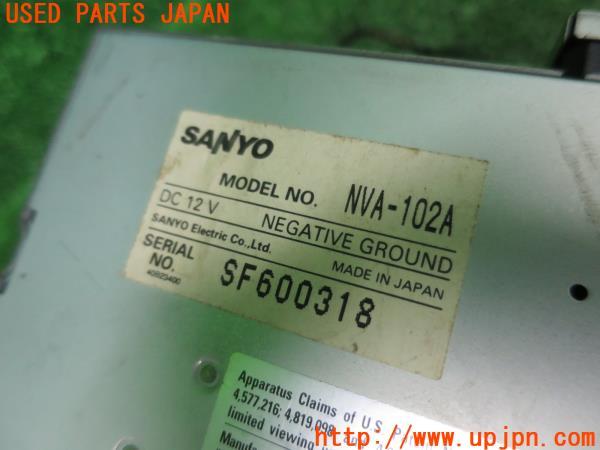 USED PARTS JAPAN
UPJ
SANYO
MODEL NO. NVA-102A
DC 12 V NEGATIVE GROUND
SANYO Electric Co.,Ltd. MADE IN JAPAN
SERIAL NO. SF600318
Apparatus Claims of U.S.
4,577,216; 4,819,098
limited viewing
http://www.upjpn.com